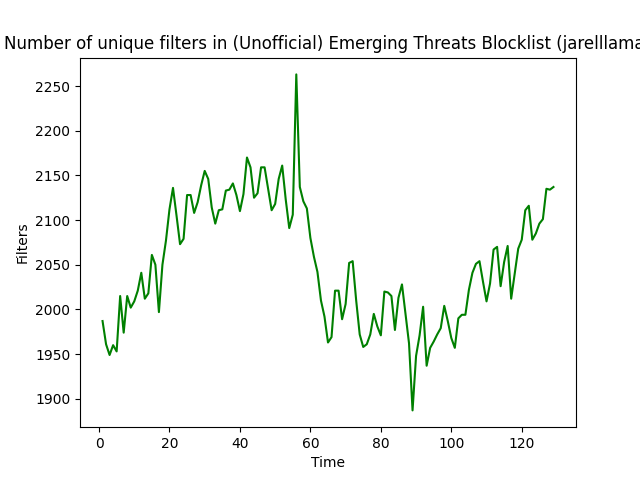 Number of unique filters in (Unofficial) Emerging Threats Blocklist (jarelllama
2250
2200
2150
2100
2050
2000
1950
1900
Filters
0 20 40 60 80 100 120
Time